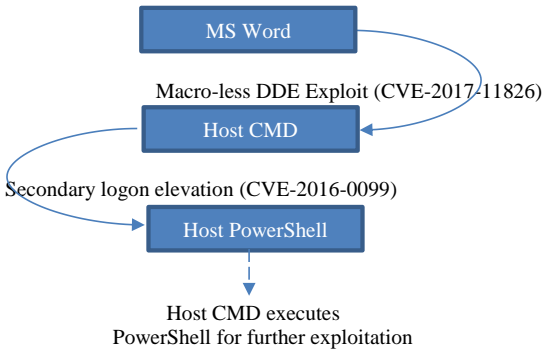 MS Word
Macro-less DDE Exploit (CVE-2017-11826)
Host CMD
Secondary logon elevation (CVE-2016-0099)
Host PowerShell
Host CMD executes
PowerShell for further exploitation